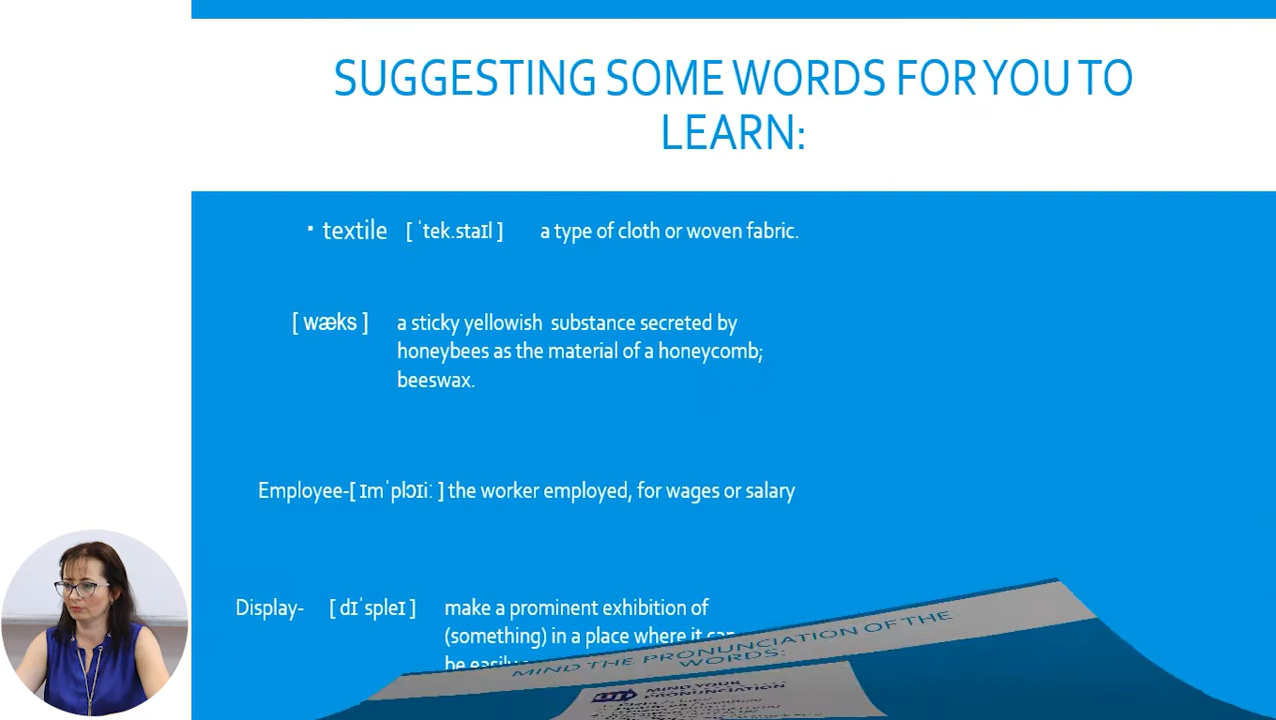 SUGGESTING SOME WORDS FOR YOU TO
LEARN:
▪ textile [ ˈtek.staɪl ] a type of cloth or woven fabric.
[ wæks ] a sticky yellowish substance secreted by
honeybees as the material of a honeycomb;
beeswax.
Employee-[ ɪmˈplɔɪiː ] the worker employed, for wages or salary
Display- [ dɪˈspleɪ ] make a prominent exhibition of
(something) in a place where it
be
MIND THE PRONUNCIATION OF THE
WORDS:
MIND YOUR
PRONUNCIATION